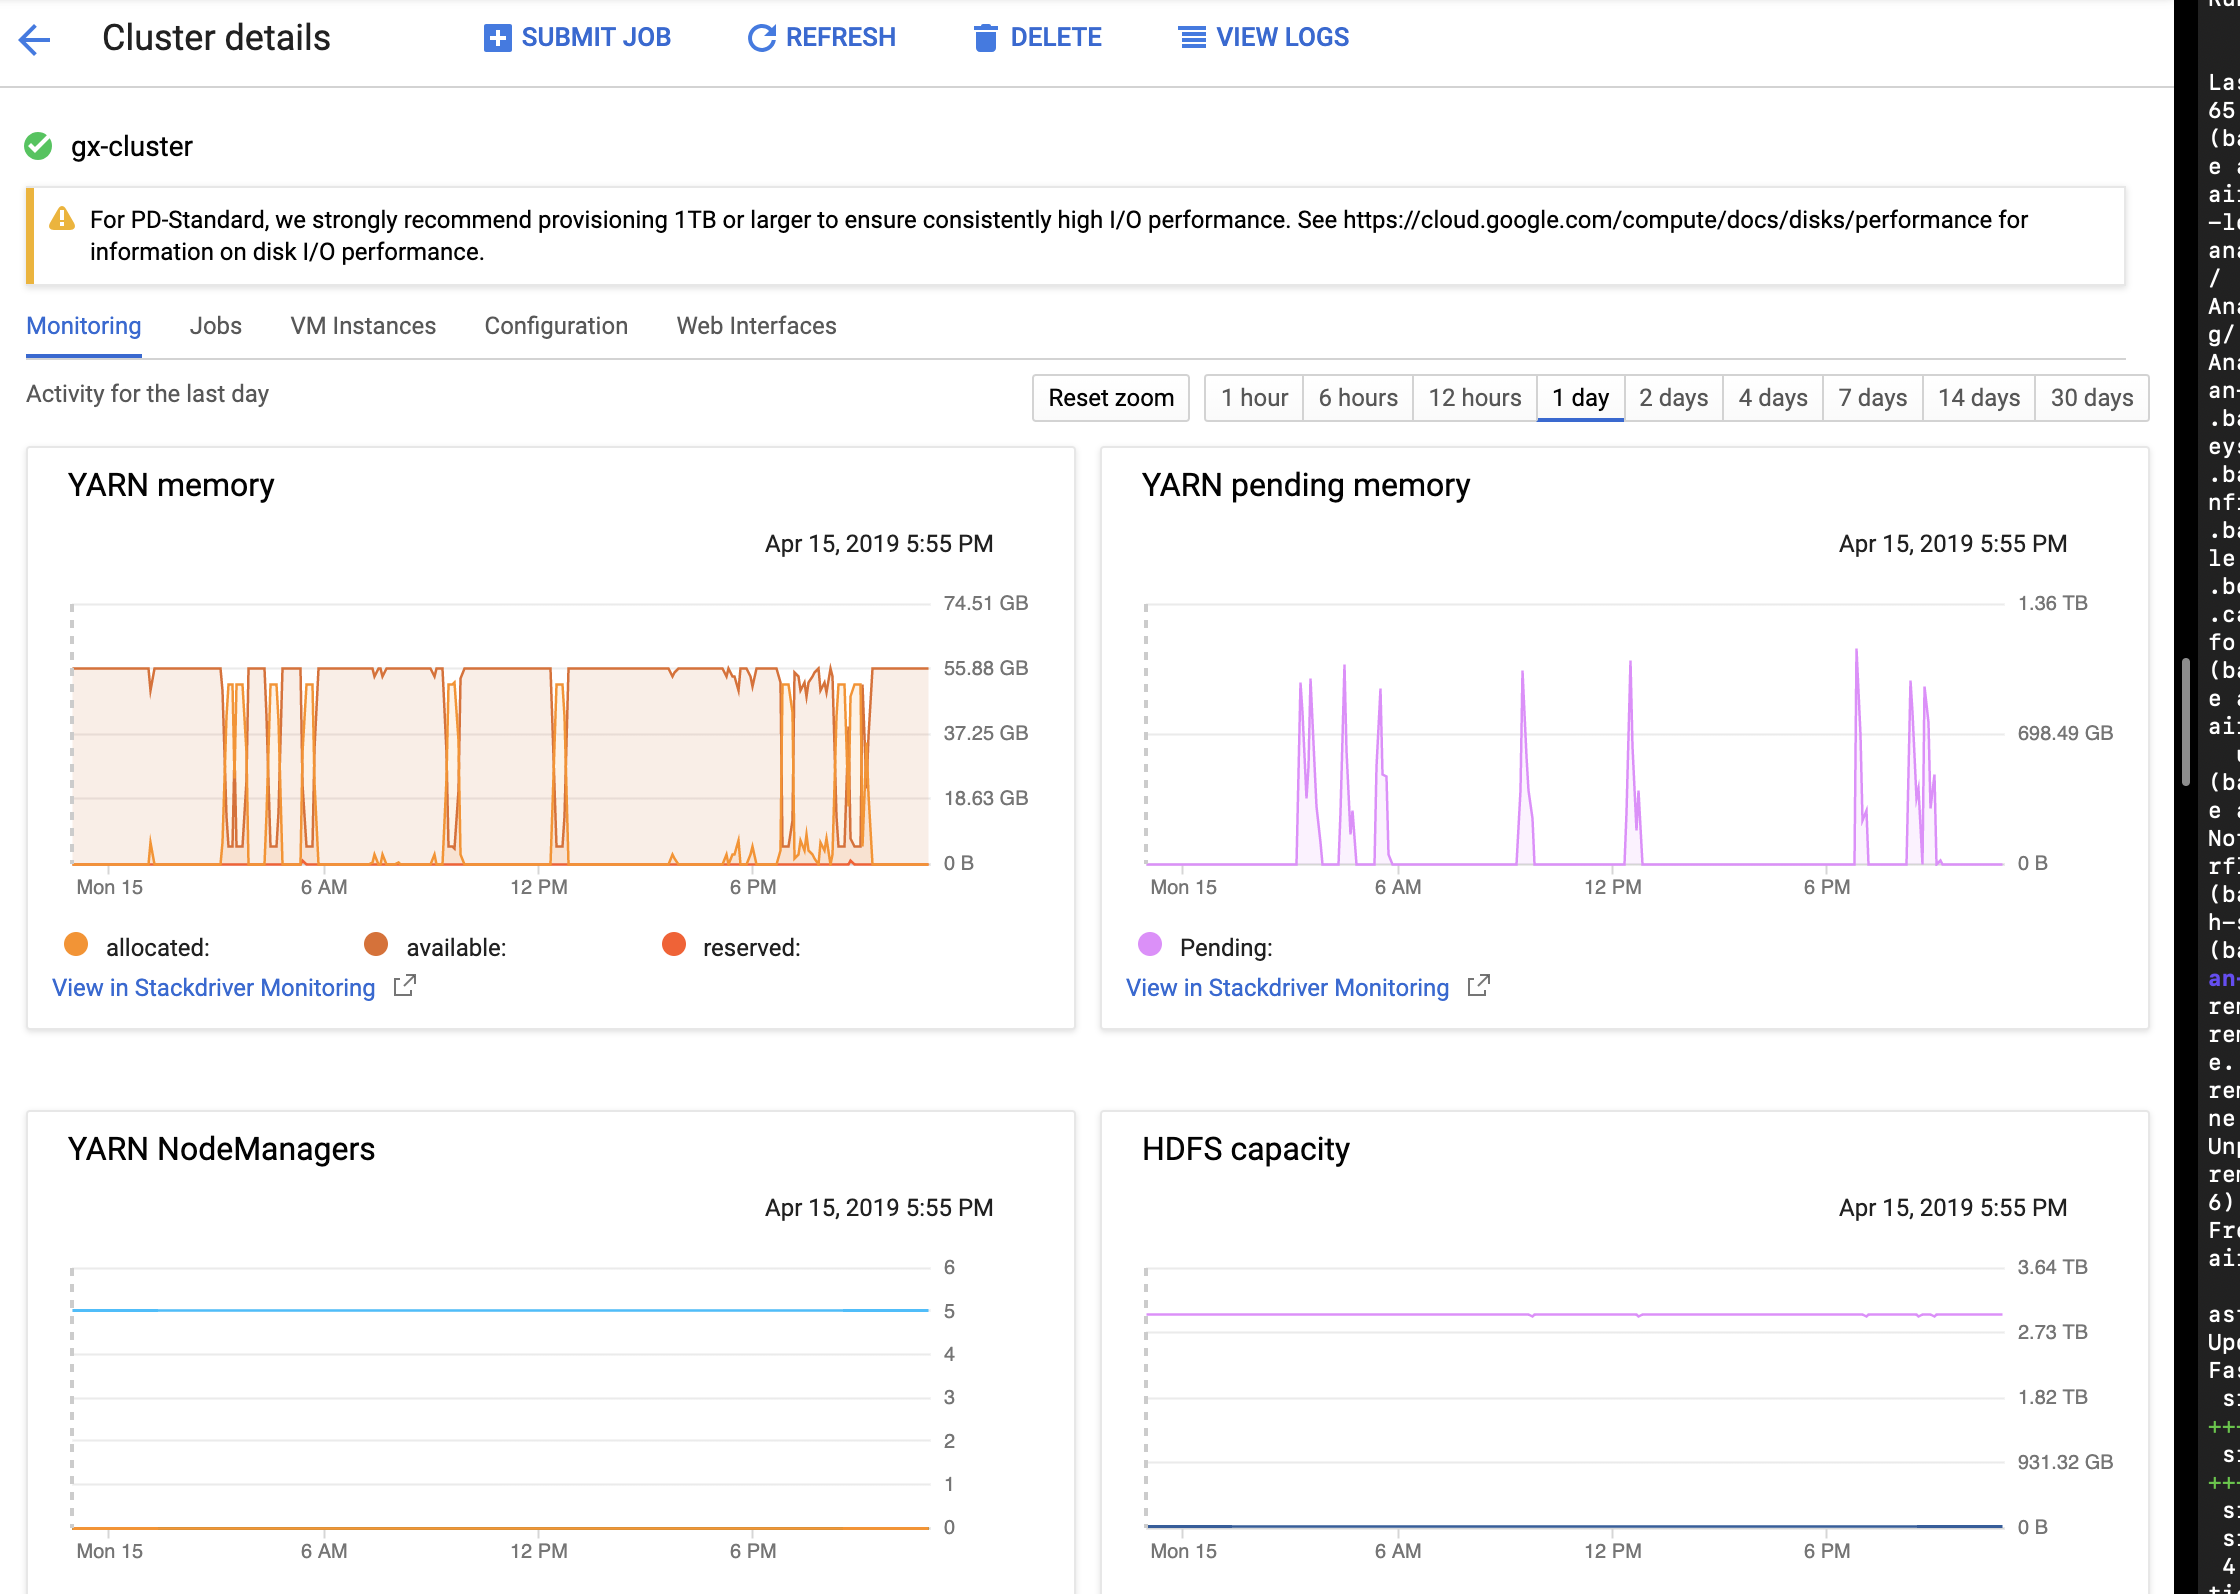 Cluster details
SUBMIT JOB
REFRESH
DELETE
VIEW LOGS
gx-cluster
For PD-Standard, we strongly recommend provisioning 1TB or larger to ensure consistently high I/O performance. See https://cloud.google.com/compute/docs/disks/performance for
information on disk I/O performance.
Monitoring
Jobs
VM Instances
Configuration
Web Interfaces
Activity for the last day
Reset zoom
1 hour
6 hours
12 hours
1 day
2 days
4 days
7 days
14 days
30 days
YARN memory
Apr 15, 2019 5:55 PM
74.51 GB
55.88 GB
37.25 GB
18.63 GB
0 B
Mon 15
6 AM
12 PM
6 PM
allocated:
available:
reserved:
View in Stackdriver Monitoring
YARN pending memory
Apr 15, 2019 5:55 PM
1.36 TB
698.49 GB
0 B
Mon 15
6 AM
12 PM
6 PM
Pending:
View in Stackdriver Monitoring
YARN NodeManagers
Apr 15, 2019 5:55 PM
6
5
4
3
2
1
0
Mon 15
6 AM
12 PM
6 PM
HDFS capacity
Apr 15, 2019 5:55 PM
3.64 TB
2.73 TB
1.82 TB
931.32 GB
0 B
Mon 15
6 AM
12 PM
6 PM